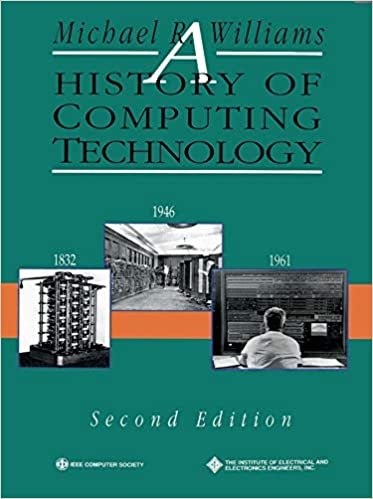 Michael R. Williams
A
HISTORY OF
COMPUTING
TECHNOLOGY
1946
1832
1961
Second Edition
IEEE COMPUTER SOCIETY
THE INSTITUTE OF ELECTRICAL AND
ELECTRONICS ENGINEERS, INC.